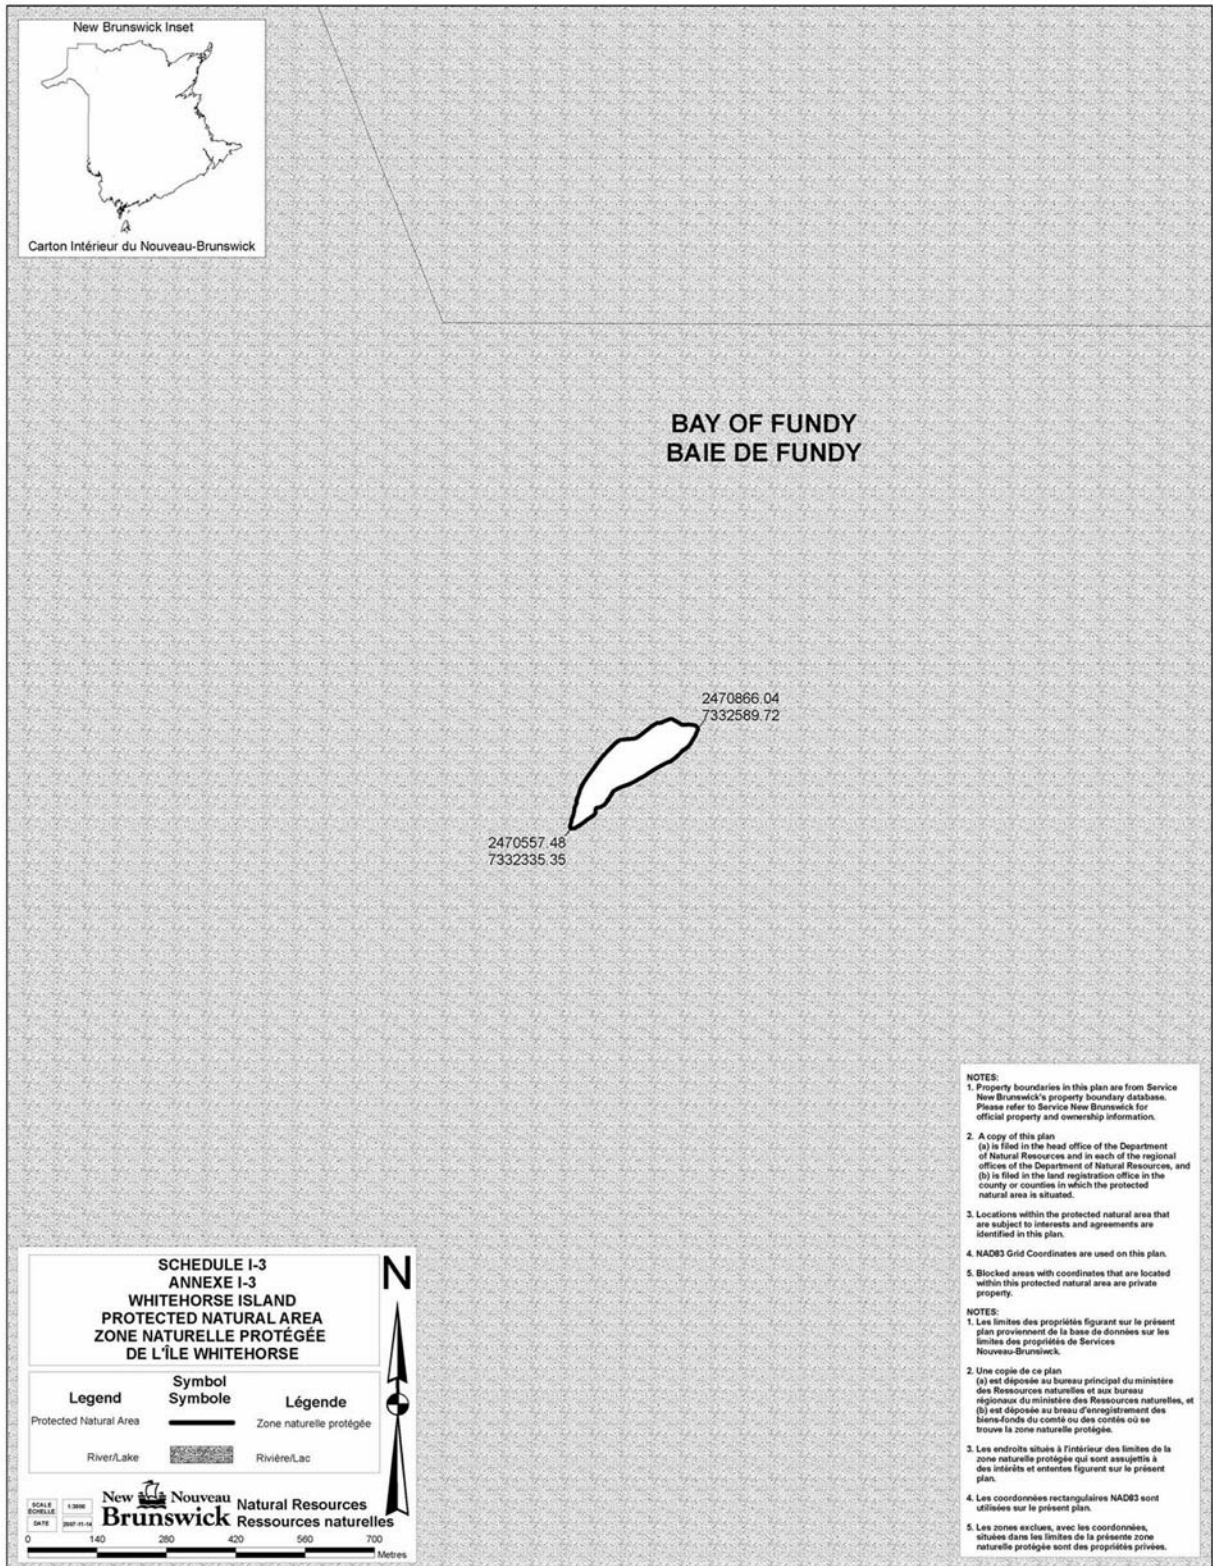 New Brunswick Inset
Carton Intérieur du Nouveau-Brunswick
BAY OF FUNDY
BAIE DE FUNDY
2470866.04
7332589.72
2470557.48
7332335.35
NOTES:
1. Property boundaries in this plan are from Service
New Brunswick's property boundary database.
Please refer to Service New Brunswick for
official property and ownership information.
2. A copy of this plan
(a) is filed in the head office of the Department
of Natural Resources and in each of the regional
offices of the Department of Natural Resources, and
(b) is filed in the land registration office in the
county or counties in which the protected
natural area is situated.
3. Locations within the protected natural area that
are subject to interests and agreements are
identified in this plan.
4. NAD83 Grid Coordinates are used on this plan.
5. Blocked areas with coordinates that are located
within this protected natural area are private
property.
NOTES:
1. Les limites des propriétés figurant sur le présent
plan proviennent de la base de données sur les
limites des propriétés de Services
Nouveau-Brunsiwck.
2. Une copie de ce plan
(a) est déposée au bureau principal du ministère
des Ressources naturelles et aux bureau
régionaux du ministère des Ressources naturelles, et
(b) est déposée au breau d'enregistrement des
biens-fonds du comté ou des contés où se
trouve la zone naturelle protégée.
3. Les endroits situés à l'intérieur des limites de la
zone naturelle protégée qui sont assujettis à
des intérêts et ententes figurent sur le présent
plan.
4. Les coordonnées rectangulaires NAD83 sont
utilisées sur le présent plan.
5. Les zones exclues, avec les coordonnées,
situées dans les limites de la présente zone
naturelle protégée sont des propriétés privées.
SCHEDULE I-3
ANNEXE I-3
WHITEHORSE ISLAND
PROTECTED NATURAL AREA
ZONE NATURELLE PROTÉGÉE
DE L'ÎLE WHITEHORSE
N
Legend Symbol Symbole Légende
Protected Natural Area Zone naturelle protégée
River/Lake Rivière/Lac
SCALE ÉCHELLE
DATE 2007-11-14
New Nouveau
Brunswick
Natural Resources
Ressources naturelles
0 140 280 420 560 700
Metres